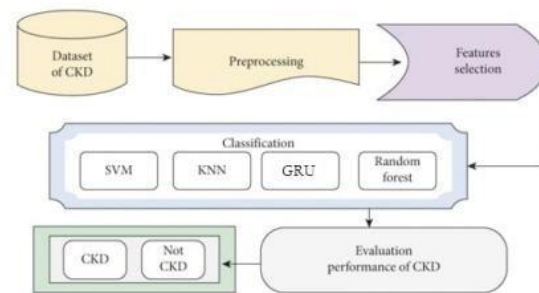 Dataset
of CKD
Preprocessing
Features
selection
Classification
SVM
KNN
GRU
Random
forest
Evaluation
performance of CKD
CKD
Not
CKD